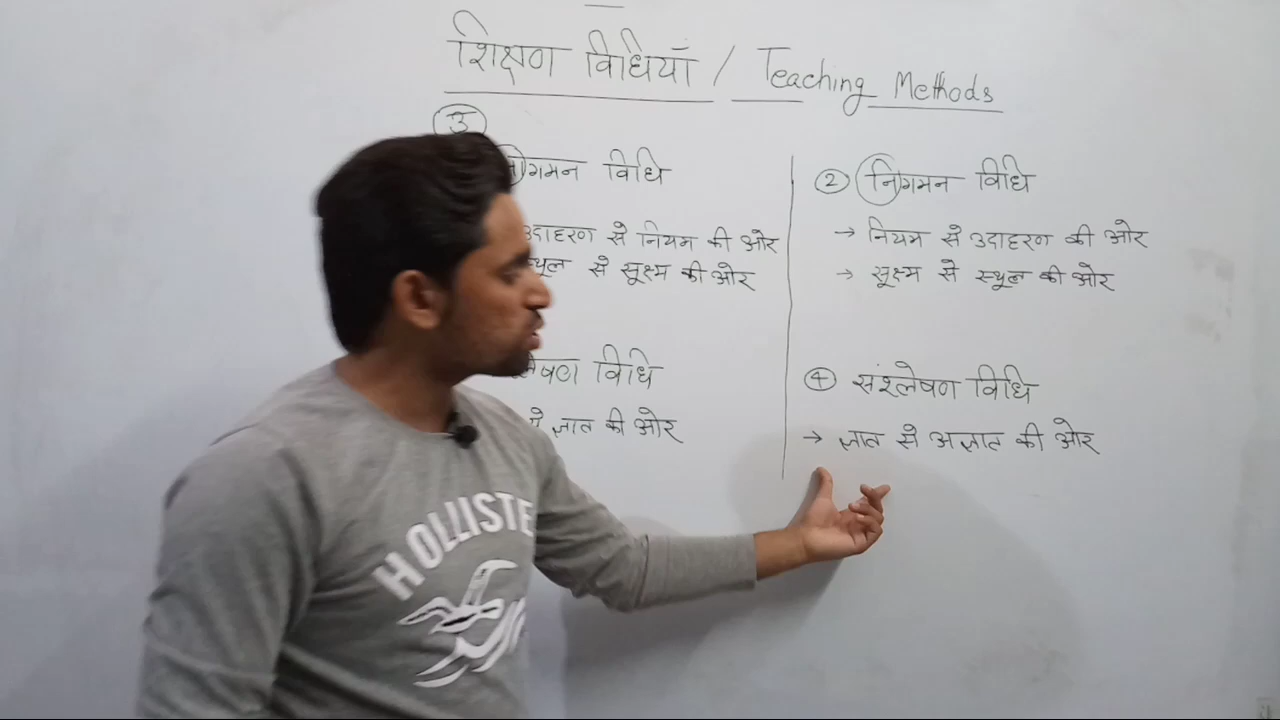 शिक्षण विधियाँ / Teaching Methods
उ
गमन विधि
उदाहरण से नियम की ओर
स्थूल से सूक्ष्म की ओर
② निगमन विधि
→ नियम से उदाहरण की ओर
→ सूक्ष्म से स्थूल की ओर
विधि
से ज्ञात की ओर
④ संश्लेषण विधि
→ ज्ञात से अज्ञात की ओर
HOLLISTE